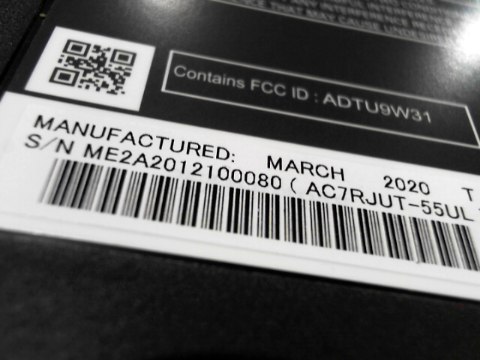 Contains FCC ID : ADTU9W31
MANUFACTURED: MARCH 2020 T
S/N ME2A2012100080 ( AC7RJUT-55UL